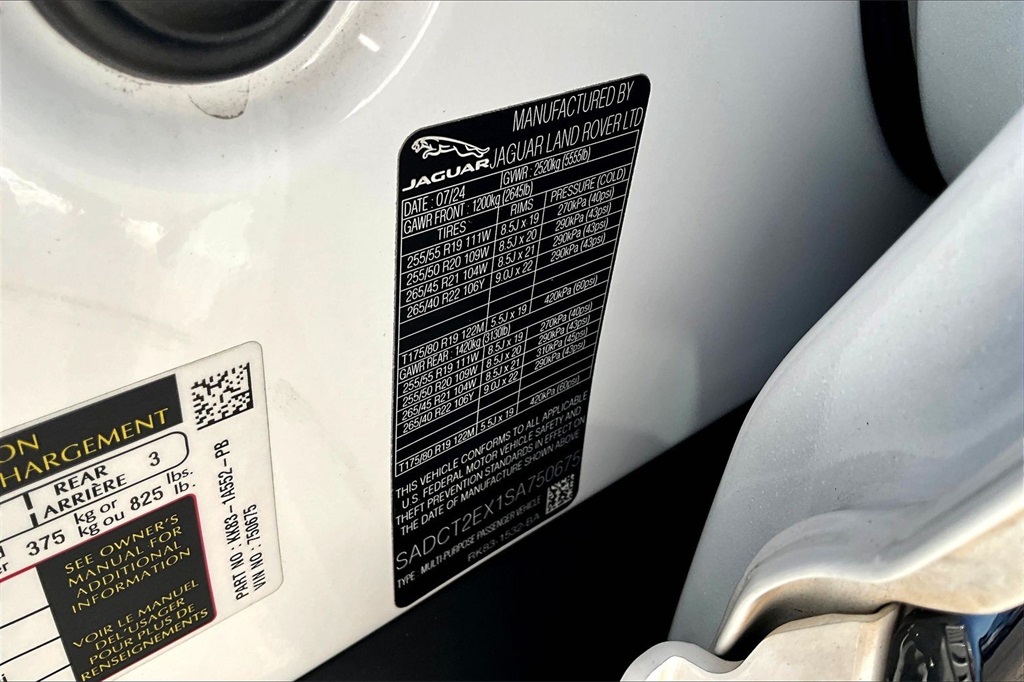 JAGUAR
MANUFACTURED BY
JAGUAR LAND ROVER LTD
DATE: 07/24 GVWR: 2520kg (5555lb)
GAWR FRONT: 1200kg (2645lb)
TIRES RIMS PRESSURE (COLD)
255/55 R19 111W 8.5J x 19 270kPa (40psi)
255/50 R20 109W 8.5J x 20 290kPa (43psi)
265/45 R21 104W 8.5J x 21 290kPa (43psi)
265/40 R22 106Y 9.0J x 22 290kPa (43psi)
T175/80 R19 122M 5.5J x 19 420kPa (60psi)
GAWR REAR: 1420kg (3130lb)
255/55 R19 111W 8.5J x 19 270kPa (40psi)
255/50 R20 109W 8.5J x 20 290kPa (43psi)
265/45 R21 104W 8.5J x 21 310kPa (45psi)
265/40 R22 106Y 9.0J x 22 290kPa (43psi)
T175/80 R19 122M 5.5J x 19 420kPa (60psi)
THIS VEHICLE CONFORMS TO ALL APPLICABLE
U.S. FEDERAL MOTOR VEHICLE SAFETY AND
THEFT PREVENTION STANDARDS IN EFFECT ON
THE DATE OF MANUFACTURE SHOWN ABOVE
SADCT2EX1SA750675
TYPE: MULTI-PURPOSE PASSENGER VEHICLE
RK83-1532-BA
ON
HARGEMENT
REAR
ARRIÈRE 3
375 kg or
kg ou 825 lbs.
lb.
SEE OWNER'S
MANUAL FOR
ADDITIONAL
INFORMATION
VOIR LE MANUEL
DEL'USAGER
POUR PLUS DE
RENSEIGNEMENTS
PART NO: KK83-1A552-PB
VIN NO: 750675